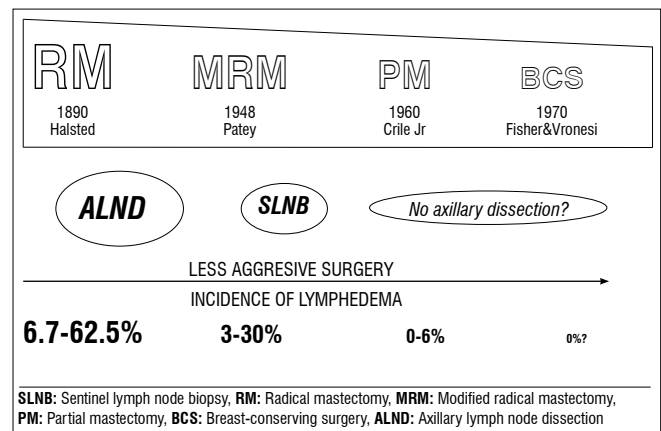 RM MRM PM BCS
1890 1948 1960 1970
Halsted Patey Crile Jr Fisher&Vronesi
ALND SLNB No axillary dissection?
LESS AGGRESIVE SURGERY
INCIDENCE OF LYMPHEDEMA
6.7-62.5% 3-30% 0-6% 0%?
SLNB: Sentinel lymph node biopsy, RM: Radical mastectomy, MRM: Modified radical mastectomy,
PM: Partial mastectomy, BCS: Breast-conserving surgery, ALND: Axillary lymph node dissection